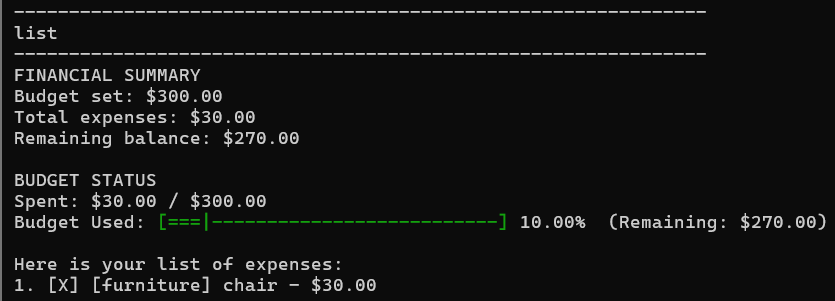 ---------------------------------------------------------------
list
---------------------------------------------------------------
FINANCIAL SUMMARY
Budget set: $300.00
Total expenses: $30.00
Remaining balance: $270.00
BUDGET STATUS
Spent: $30.00 / $300.00
Budget Used: [===|--------------------------] 10.00%  (Remaining: $270.00)
Here is your list of expenses:
1. [X] [furniture] chair - $30.00